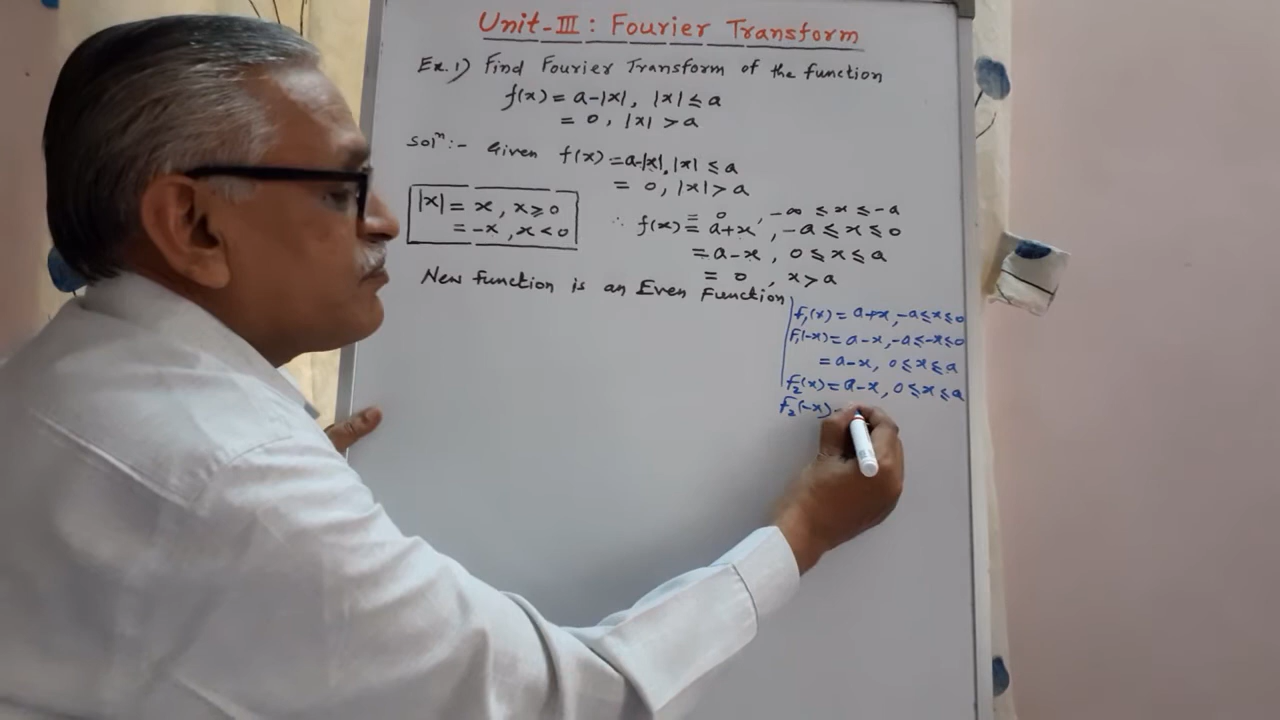 Unit-III : Fourier Transform
Ex. 1) Find Fourier Transform of the function
f(x) = a-|x|, |x| ≤ a
= 0, |x| > a
Solⁿ:- Given f(x) = a-|x|, |x| ≤ a
= 0, |x| > a
|x| = x, x ≥ 0
= -x, x < 0
∴ f(x) = 0, -∞ ≤ x ≤ -a
= a+x, -a ≤ x ≤ 0
= a-x, 0 ≤ x ≤ a
= 0, x > a
New function is an Even Function
f₁(x) = a+x, -a ≤ x ≤ 0
f₁(-x) = a-x, -a ≤ -x ≤ 0
= a-x, 0 ≤ x ≤ a
f₂(x) = a-x, 0 ≤ x ≤ a
f₂(-x)